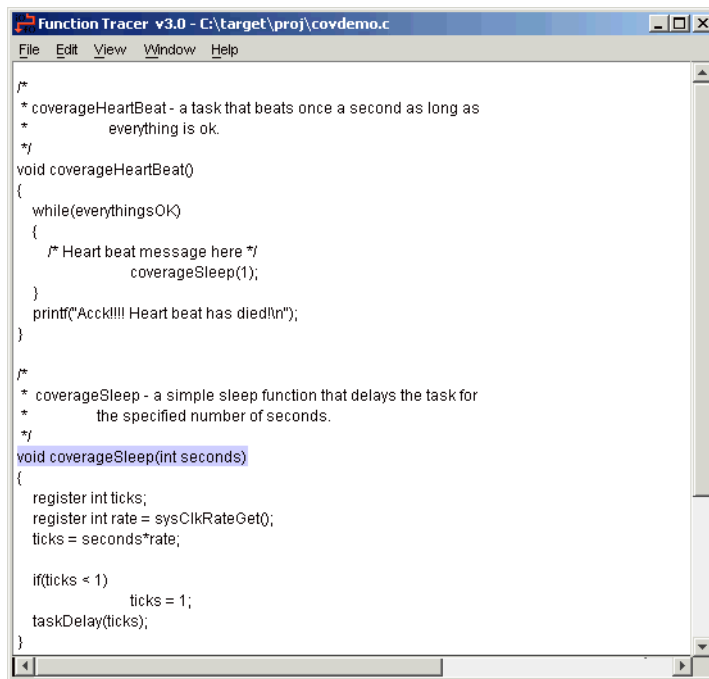 Function Tracer v3.0 - C:\target\proj\covdemo.c
File Edit View Window Help
/*
* coverageHeartBeat - a task that beats once a second as long as
* everything is ok.
*/
void coverageHeartBeat()
{
while(everythingsOK)
{
/* Heart beat message here */
coverageSleep(1);
}
printf("Acck!!!! Heart beat has died!\n");
}
/*
* coverageSleep - a simple sleep function that delays the task for
* the specified number of seconds.
*/
void coverageSleep(int seconds)
{
register int ticks;
register int rate = sysClkRateGet();
ticks = seconds*rate;
if(ticks < 1)
ticks = 1;
taskDelay(ticks);
}